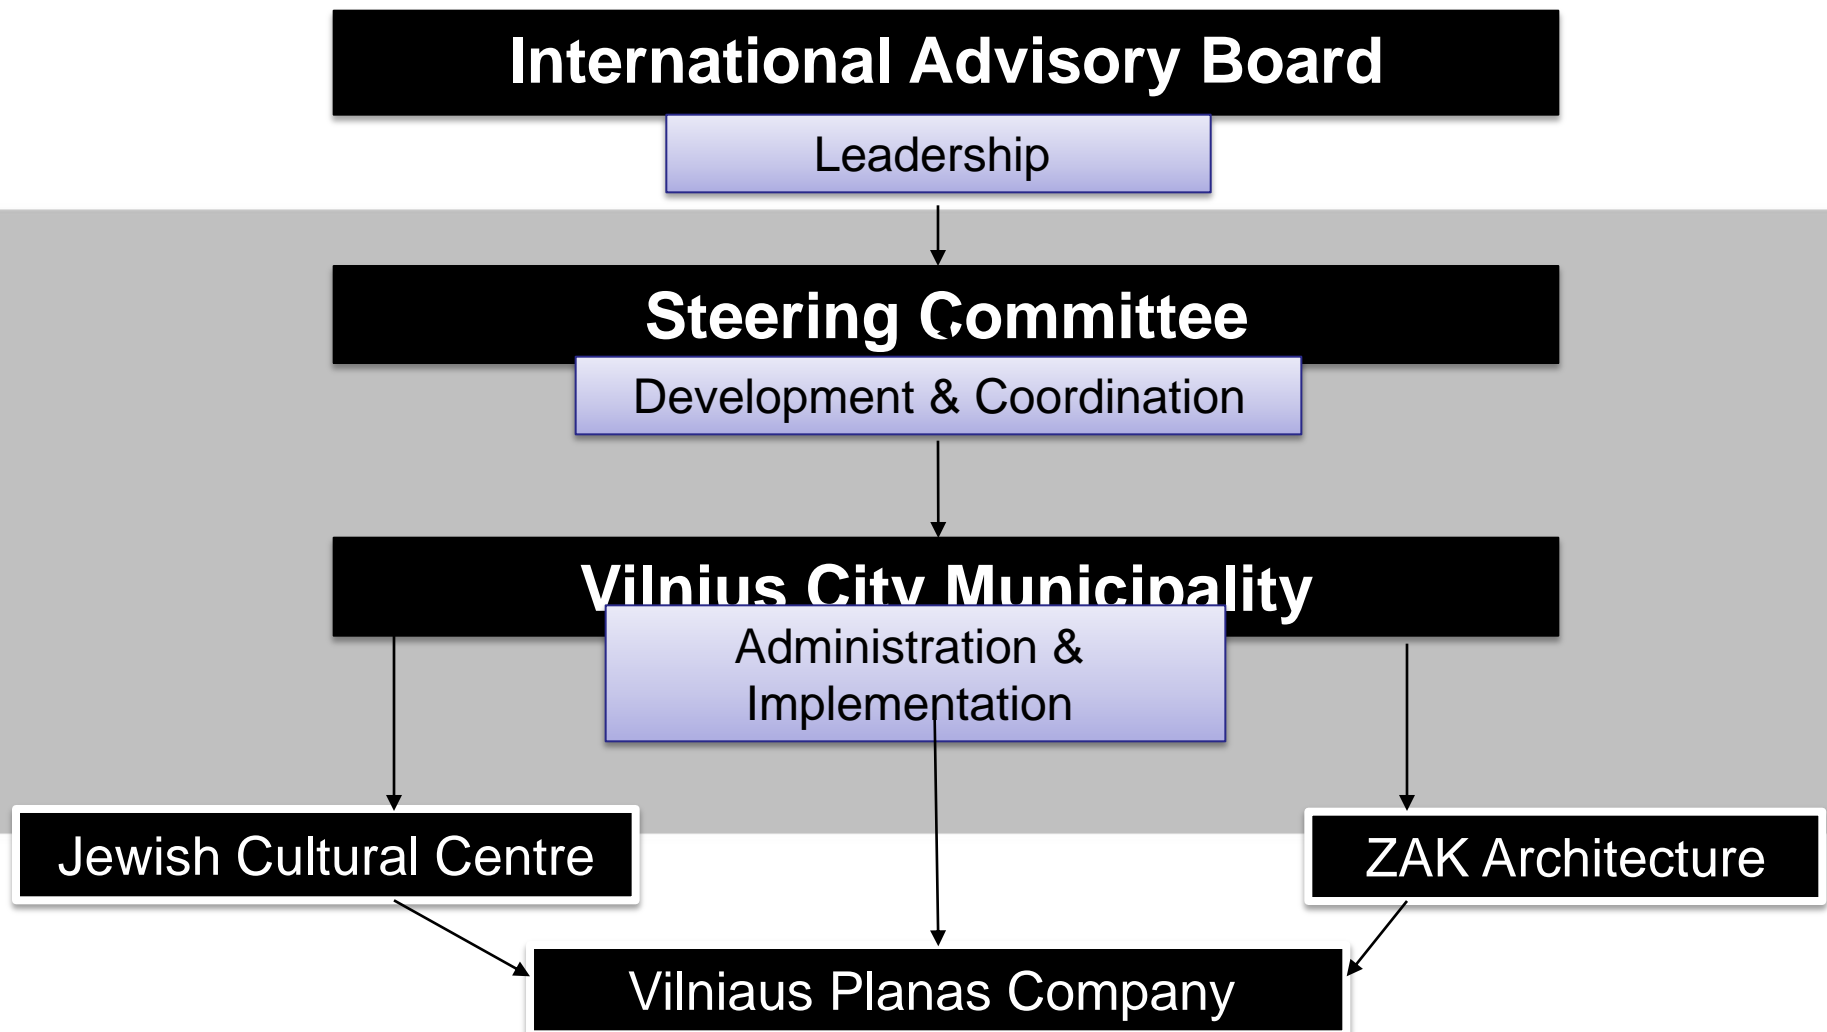 International Advisory Board
Leadership
Steering Committee
Development & Coordination
Vilnius City Municipality
Administration &
Implementation
Jewish Cultural Centre
ZAK Architecture
Vilniaus Planas Company